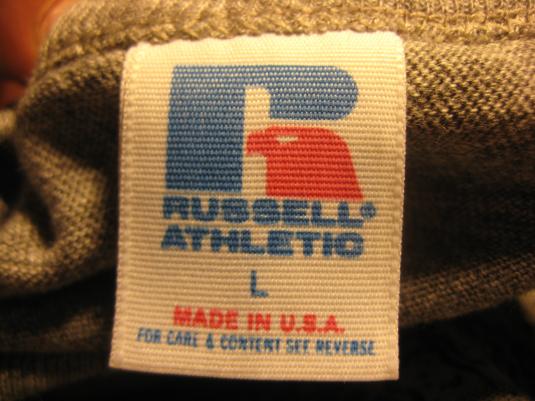 RUSSELL®
ATHLETIC
L
MADE IN U.S.A.
FOR CARE & CONTENT SEE REVERSE